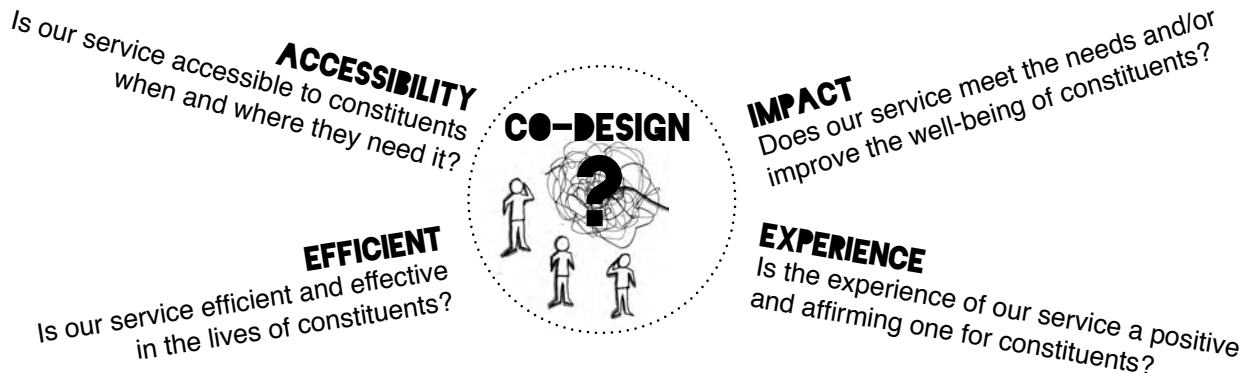 ACCESSIBILITY
Is our service accessible to constituents
when and where they need it?
EFFICIENT
Is our service efficient and effective
in the lives of constituents?
CO-DESIGN
?
IMPACT
Does our service meet the needs and/or
improve the well-being of constituents?
EXPERIENCE
Is the experience of our service a positive
and affirming one for constituents?